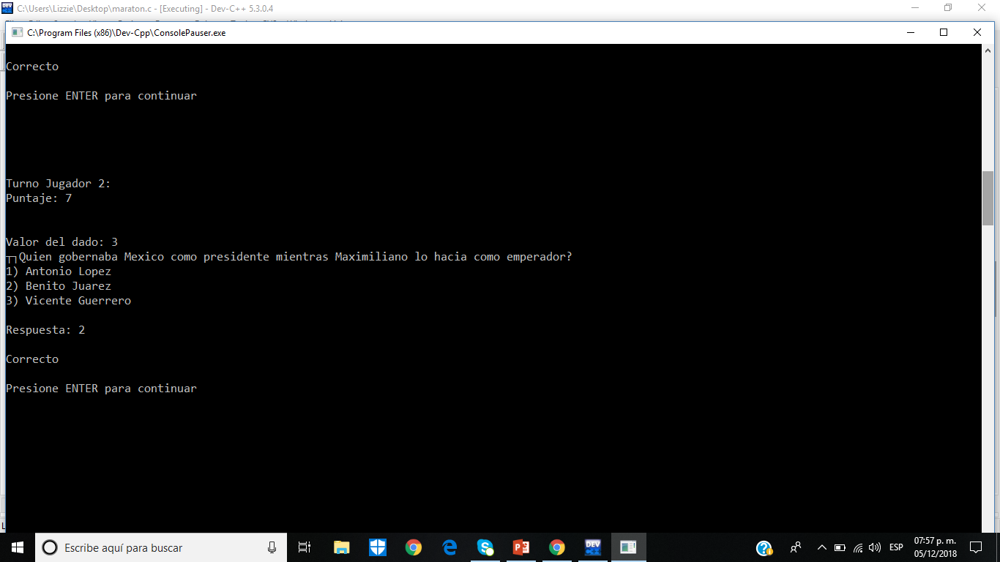 C:\Users\Lizzie\Desktop\maraton.c - [Executing] - Dev-C++ 5.3.0.4
C:\Program Files (x86)\Dev-Cpp\ConsolePauser.exe
Correcto
Presione ENTER para continuar
Turno Jugador 2:
Puntaje: 7
Valor del dado: 3
┬┐Quien gobernaba Mexico como presidente mientras Maximiliano lo hacia como emperador?
1) Antonio Lopez
2) Benito Juarez
3) Vicente Guerrero
Respuesta: 2
Correcto
Presione ENTER para continuar
Escribe aquí para buscar
DEV
ESP
07:57 p. m.
05/12/2018